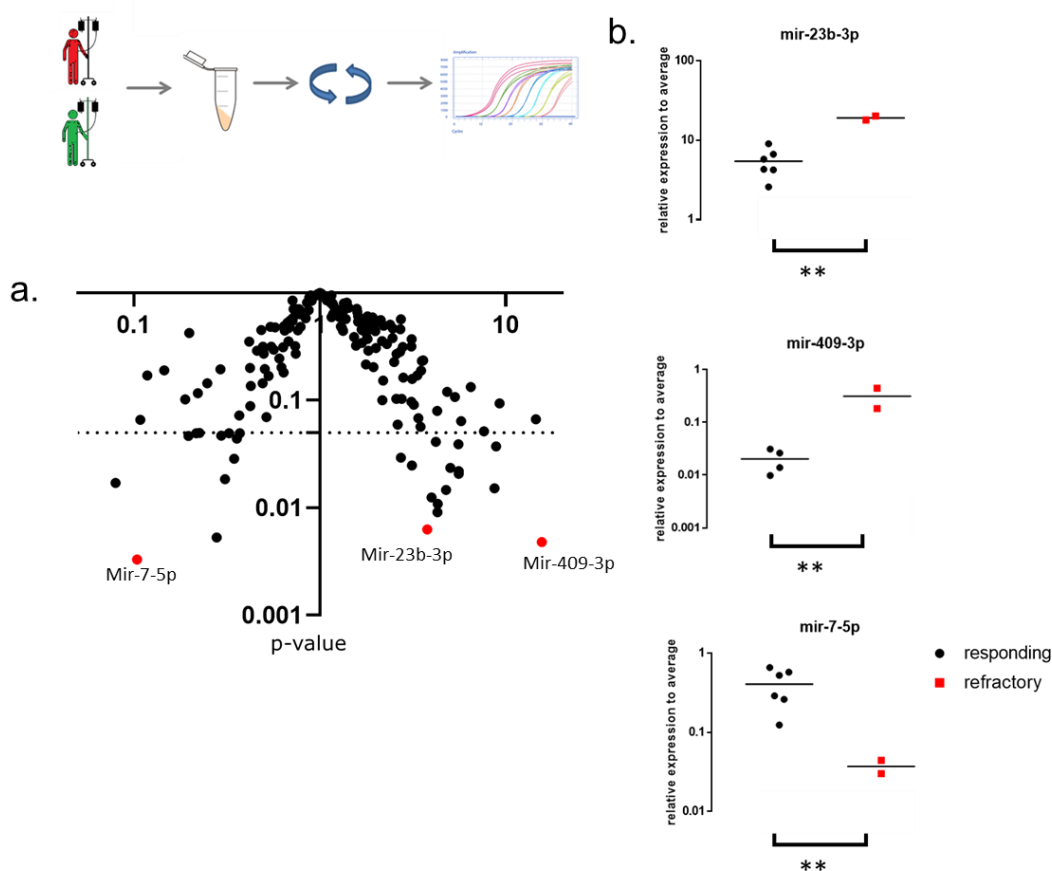 Amplification
Cycles
a.
0.1
1
10
0.1
0.01
0.001
p-value
Mir-7-5p
Mir-23b-3p
Mir-409-3p
b.
mir-23b-3p
relative expression to average
100
10
1
**
mir-409-3p
relative expression to average
1
0.1
0.01
0.001
**
mir-7-5p
relative expression to average
1
0.1
0.01
**
responding
refractory